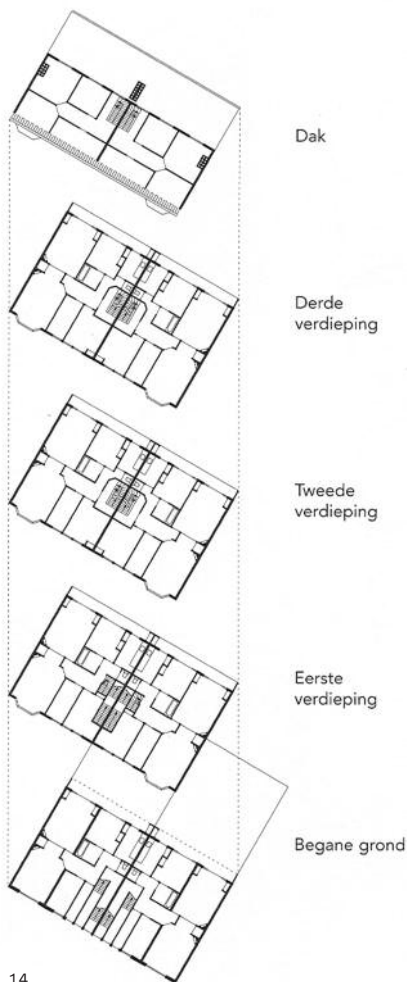 Dak
Derde
verdieping
Tweede
verdieping
Eerste
verdieping
Begane grond
14